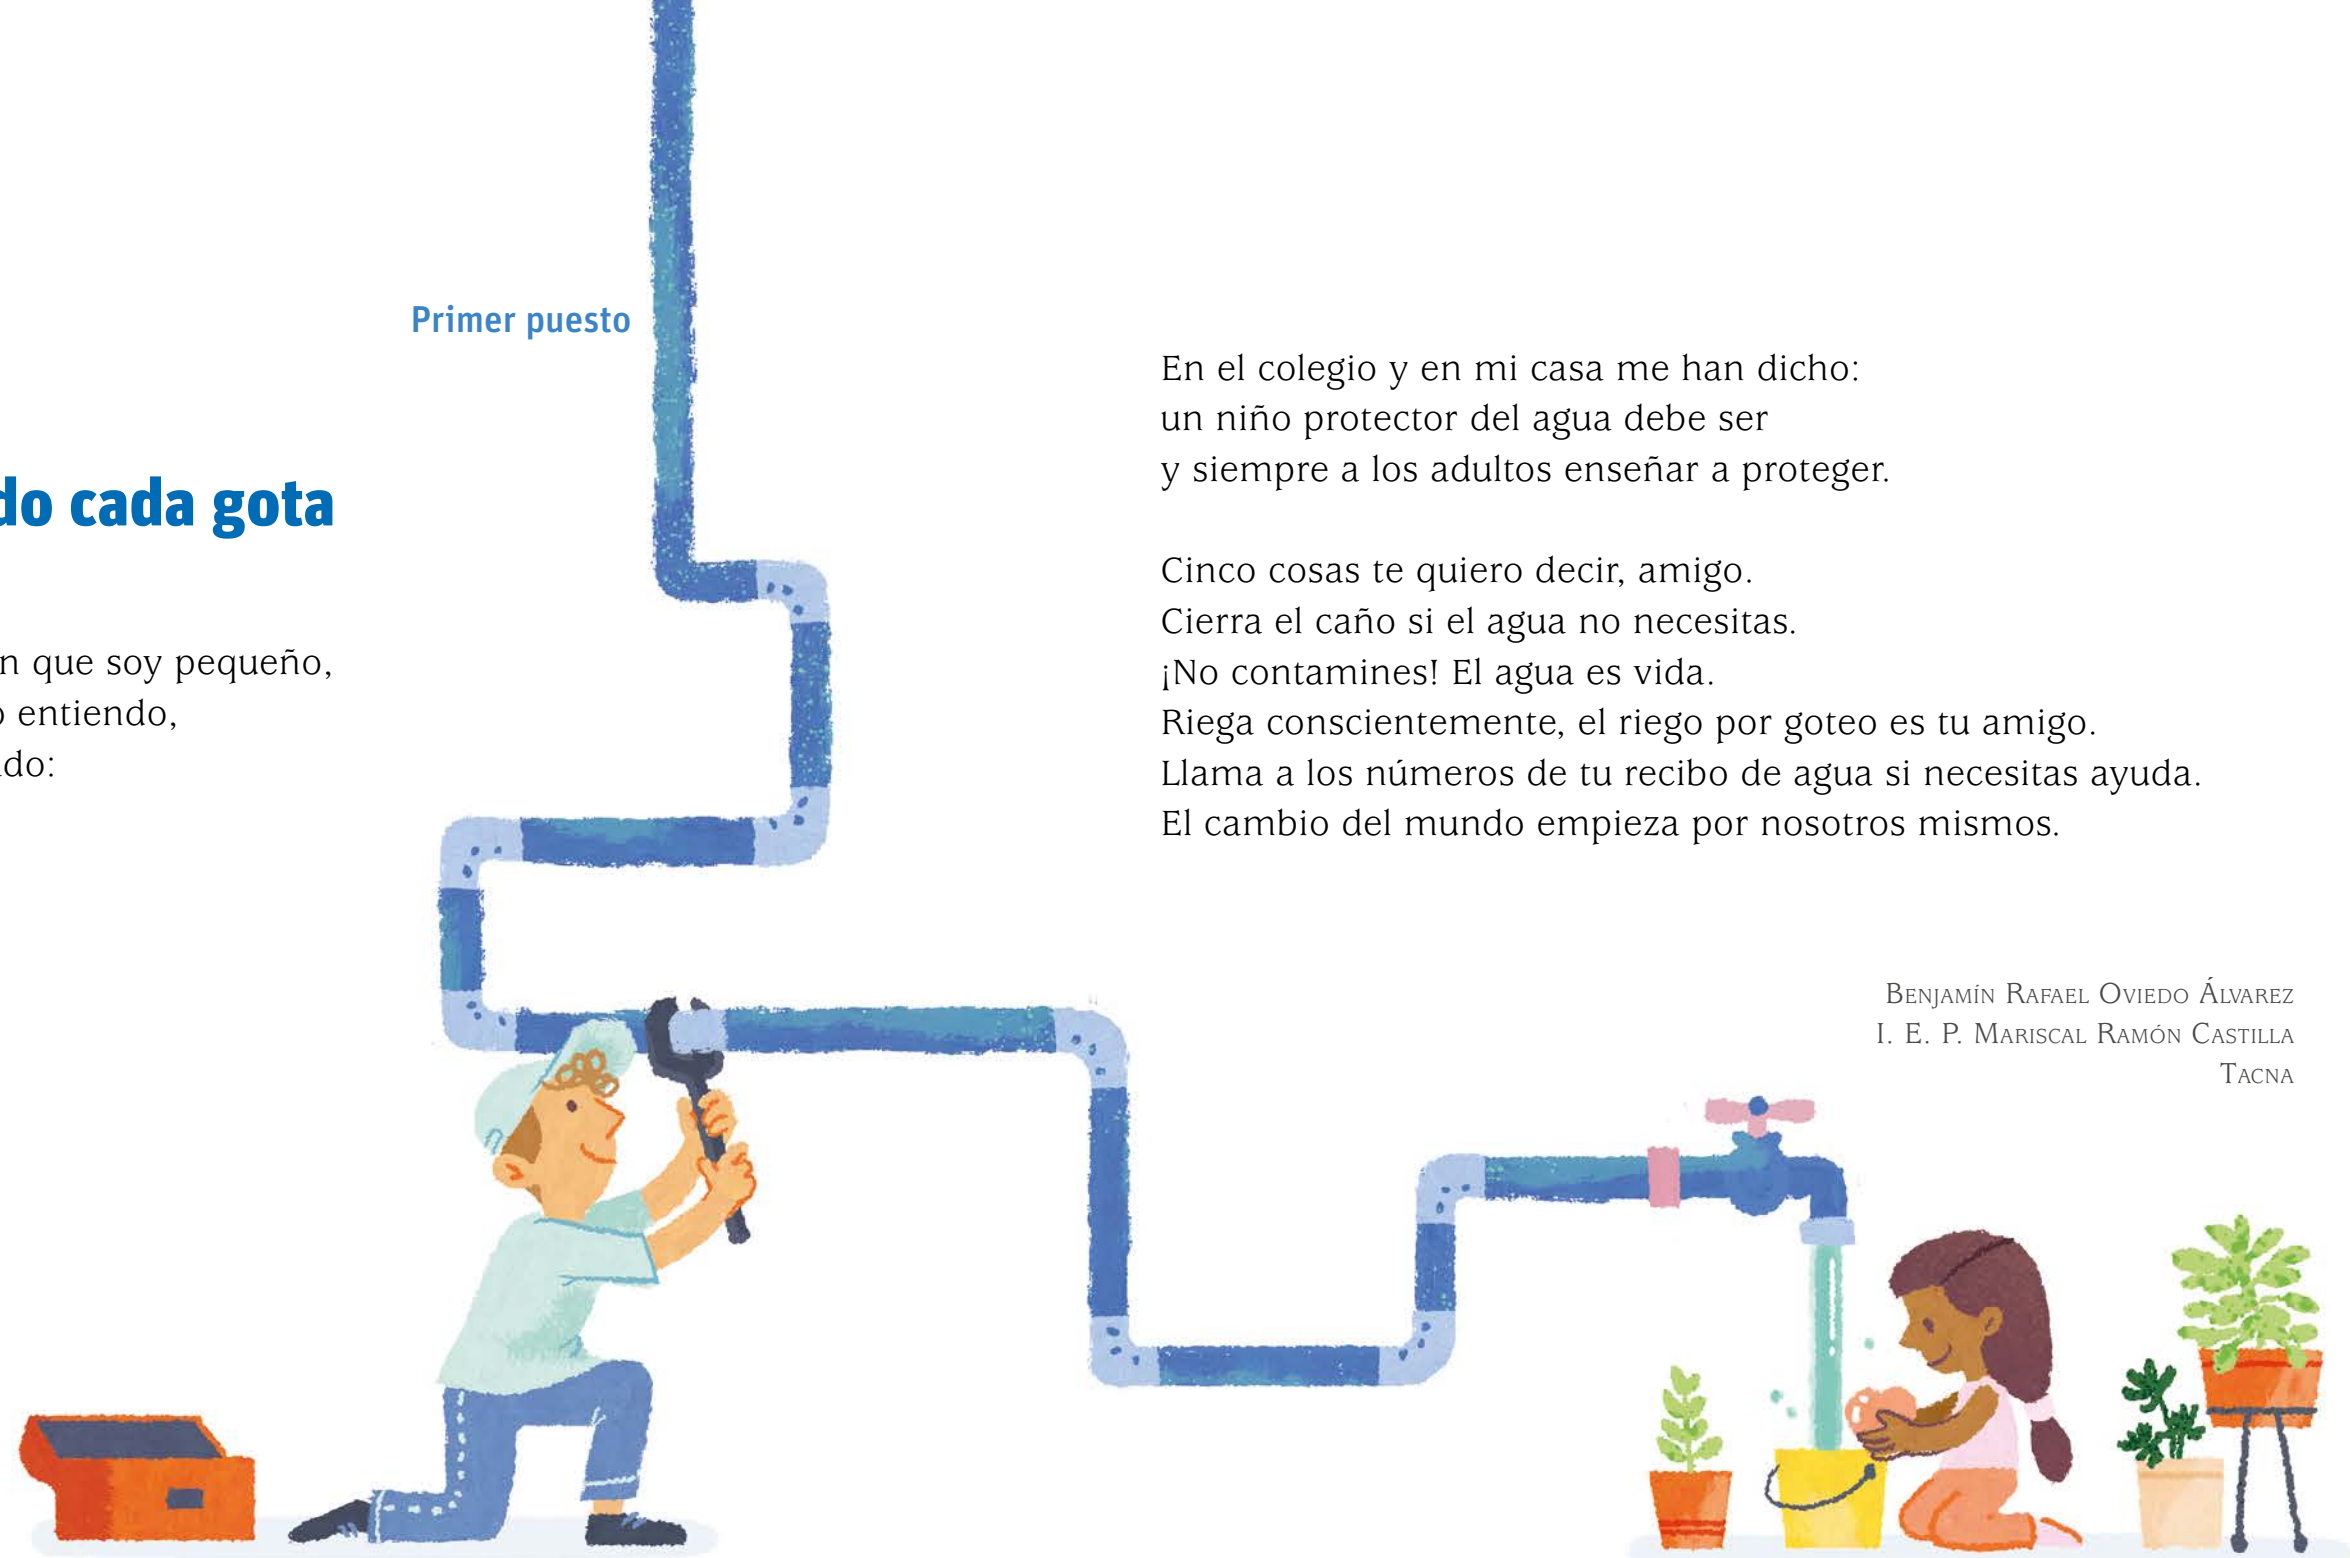 Primer puesto
do cada gota
n que soy pequeño,
o entiendo,
do:
En el colegio y en mi casa me han dicho:
un niño protector del agua debe ser
y siempre a los adultos enseñar a proteger.
Cinco cosas te quiero decir, amigo.
Cierra el caño si el agua no necesitas.
¡No contamines! El agua es vida.
Riega conscientemente, el riego por goteo es tu amigo.
Llama a los números de tu recibo de agua si necesitas ayuda.
El cambio del mundo empieza por nosotros mismos.
Benjamín Rafael Oviedo Álvarez
I. E. P. Mariscal Ramón Castilla
Tacna